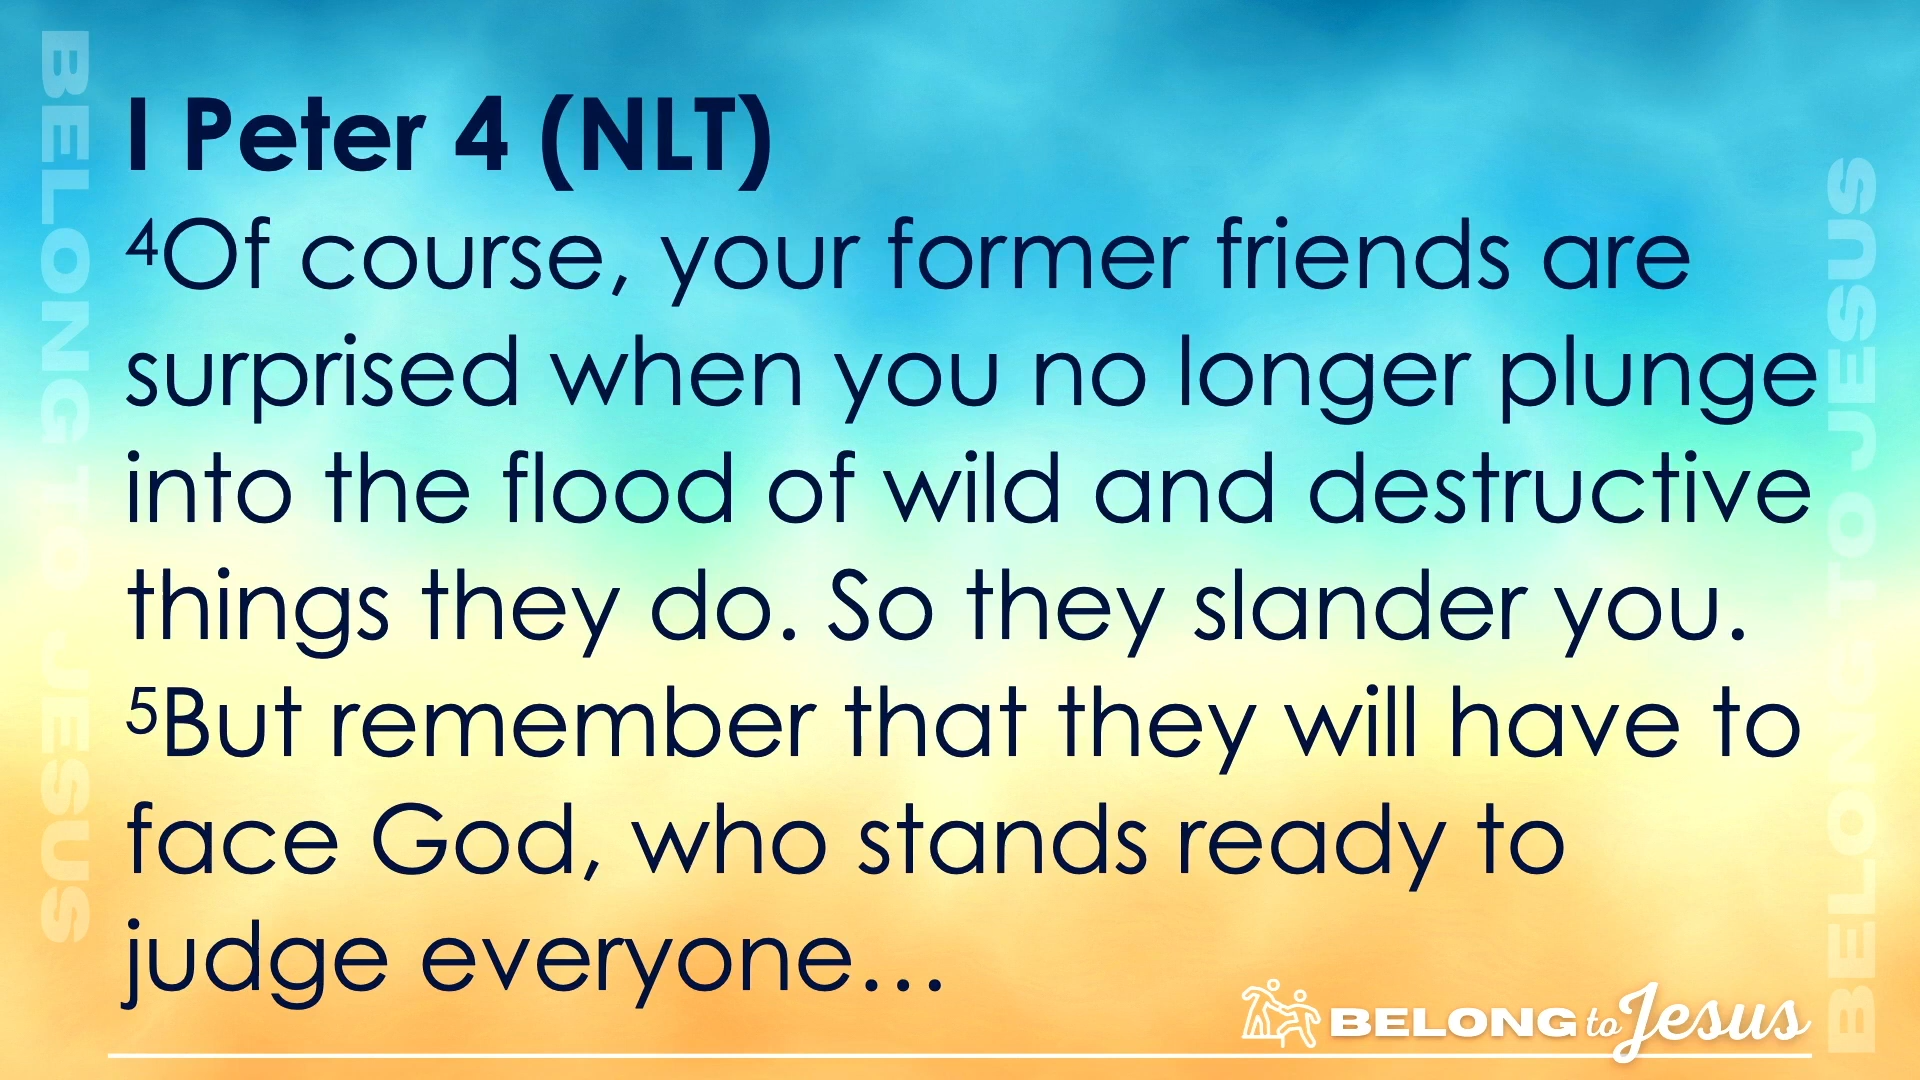 I Peter 4 (NLT)
⁴Of course, your former friends are
surprised when you no longer plunge
into the flood of wild and destructive
things they do. So they slander you.
⁵But remember that they will have to
face God, who stands ready to
judge everyone…
BELONG to Jesus
BELONG TO JESUS
BELONG TO JESUS